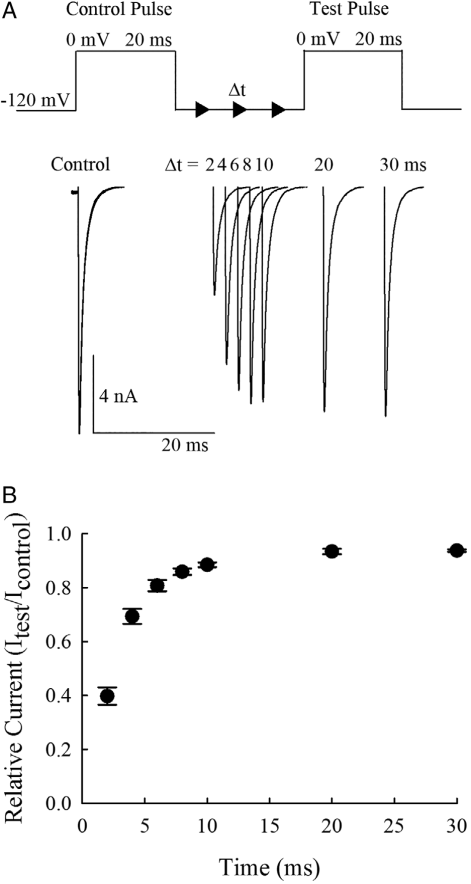 A
Control Pulse Test Pulse
0 mV 20 ms 0 mV 20 ms
-120 mV Δt
Control Δt = 2 4 6 8 10 20 30 ms
4 nA
20 ms
B
Relative Current (Itest/Icontrol)
1.0
0.8
0.6
0.4
0.2
0.0
0 5 10 15 20 25 30
Time (ms)